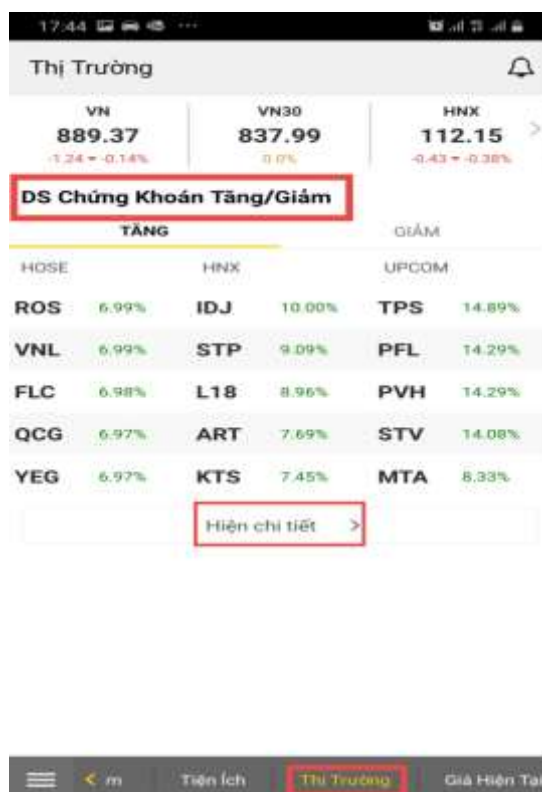 17:44 ...
Thị Trường
VN VN30 HNX
889.37 837.99 112.15 >
-1.24 -0.14% 0.0% -0.43 -0.38%
DS Chứng Khoán Tăng/Giảm
TĂNG GIẢM
HOSE HNX UPCOM
ROS 6.99% IDJ 10.00% TPS 14.89%
VNL 6.99% STP 9.09% PFL 14.29%
FLC 6.98% L18 8.96% PVH 14.29%
QCG 6.97% ART 7.69% STV 14.08%
YEG 6.97% KTS 7.45% MTA 8.33%
Hiện chi tiết >
< m Tiện Ích Thị Trường Giá Hiện Tại